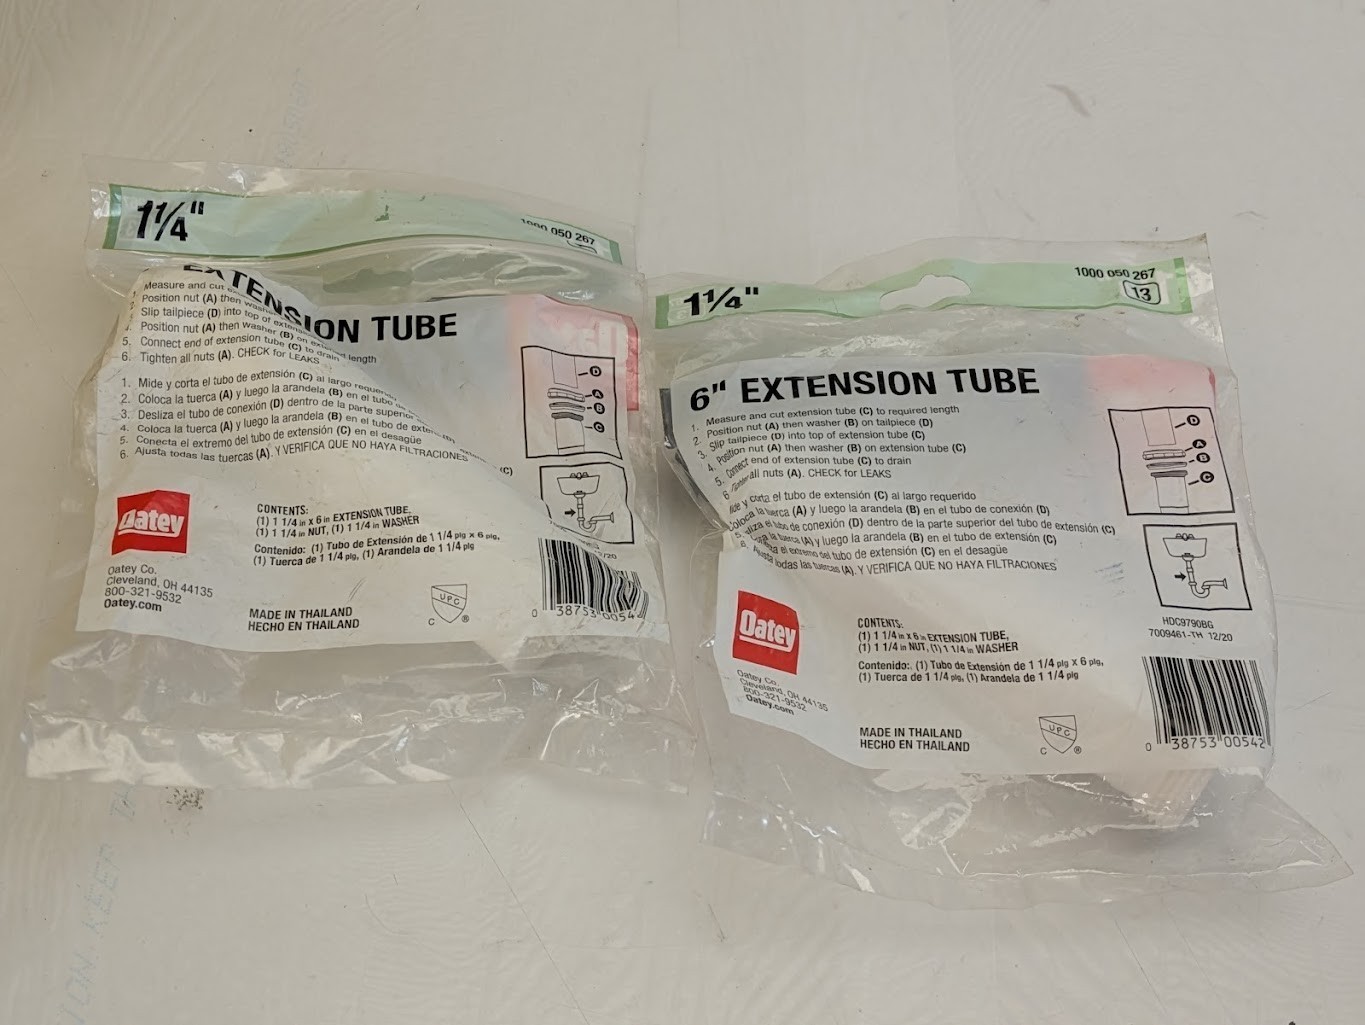 1¼"
1000 050 267
EXTENSION TUBE
1. Measure and cut
2. Position nut (A) then washer
3. Slip tailpiece (D) into top of extension
4. Position nut (A) then washer (B) on extended length
5. Connect end of extension tube (C) to drain
6. Tighten all nuts (A). CHECK for LEAKS
1. Mide y corta el tubo de extensión (C) al largo requerido
2. Coloca la tuerca (A) y luego la arandela (B) en el tubo de
3. Desliza el tubo de conexión (D) dentro de la parte superior
4. Coloca la tuerca (A) y luego la arandela (B) en el tubo de
5. Conecta el extremo del tubo de extensión (C) en el desagüe
6. Ajusta todas las tuercas (A). Y VERIFICA QUE NO HAYA FILTRACIONES
(C)
D
A
B
C
Oatey
Oatey Co.
Cleveland, OH 44135
800-321-9532
Oatey.com
CONTENTS:
(1) 1 1/4 in x 6 in EXTENSION TUBE,
(1) 1 1/4 in NUT, (1) 1 1/4 in WASHER
Contenido: (1) Tubo de Extensión de 1 1/4 plg x 6 plg,
(1) Tuerca de 1 1/4 plg, (1) Arandela de 1 1/4 plg
MADE IN THAILAND
HECHO EN THAILAND
UPC
C ®
/20
0 38753 0054
1¼"
1000 050 267
13
6" EXTENSION TUBE
1. Measure and cut extension tube (C) to required length
2. Position nut (A) then washer (B) on tailpiece (D)
3. Slip tailpiece (D) into top of extension tube (C)
4. Position nut (A) then washer (B) on extension tube (C)
5. Connect end of extension tube (C) to drain
6. Tighten all nuts (A). CHECK for LEAKS
Mide y corta el tubo de extensión (C) al largo requerido
Coloca la tuerca (A) y luego la arandela (B) en el tubo de conexión (D)
Desliza el tubo de conexión (D) dentro de la parte superior del tubo de extensión (C)
Coloca la tuerca (A) y luego la arandela (B) en el tubo de extensión (C)
5. Conecta el extremo del tubo de extensión (C) en el desagüe
6. Ajusta todas las tuercas (A). Y VERIFICA QUE NO HAYA FILTRACIONES
D
A
B
C
HDC9790BG
7009461-TH 12/20
Oatey
Oatey Co.
Cleveland, OH 44135
800-321-9532
Oatey.com
CONTENTS:
(1) 1 1/4 in x 6 in EXTENSION TUBE,
(1) 1 1/4 in NUT, (1) 1 1/4 in WASHER
Contenido: (1) Tubo de Extensión de 1 1/4 plg x 6 plg,
(1) Tuerca de 1 1/4 plg, (1) Arandela de 1 1/4 plg
MADE IN THAILAND
HECHO EN THAILAND
UPC
C ®
0 38753 00542